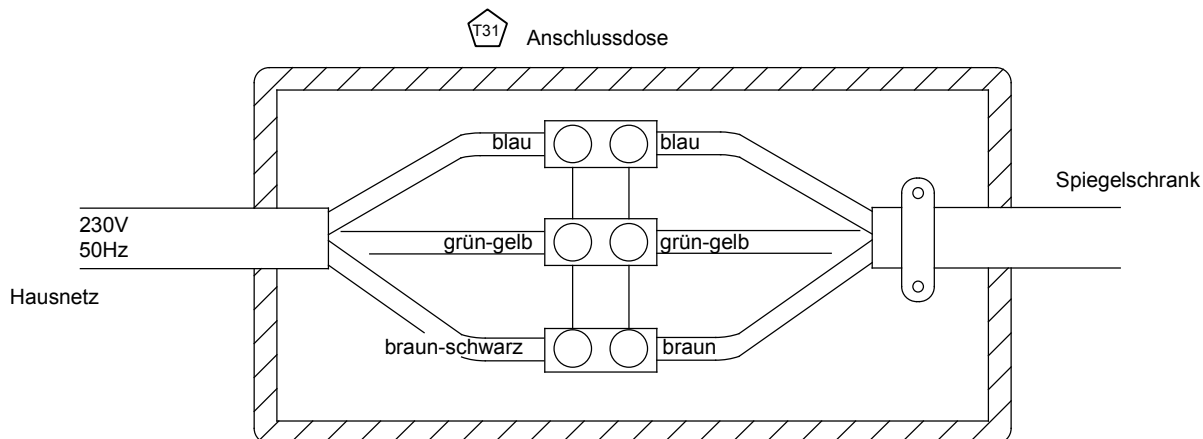 T31
Anschlussdose
blau
blau
Spiegelschrank
230V
50Hz
grün-gelb
grün-gelb
Hausnetz
braun-schwarz
braun